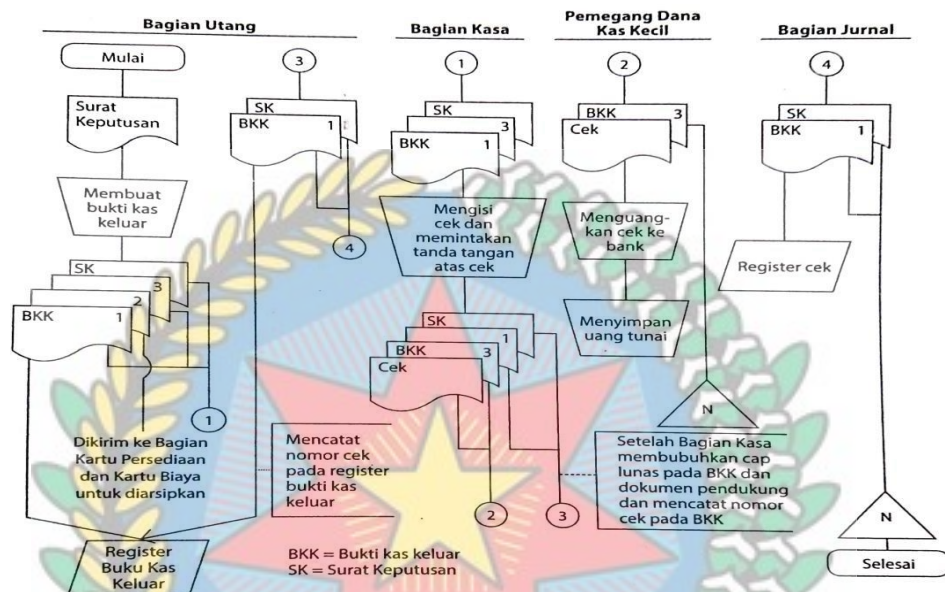 Bagian Utang
Bagian Kasa
Pemegang Dana
Kas Kecil
Bagian Jurnal
Mulai
Surat
Keputusan
Membuat
bukti kas
keluar
SK
3
2
BKK 1
1
Dikirim ke Bagian
Kartu Persediaan
dan Kartu Biaya
untuk diarsipkan
Register
Buku Kas
Keluar
3
SK
BKK 1
4
Mencatat
nomor cek
pada register
bukti kas
keluar
BKK = Bukti kas keluar
SK = Surat Keputusan
1
SK
3
BKK 1
Mengisi
cek dan
memintakan
tanda tangan
atas cek
SK
1
BKK 3
Cek
2
3
2
BKK 3
Cek
Menguang-
kan cek ke
bank
Menyimpan
uang tunai
N
Setelah Bagian Kasa
membubuhkan cap
lunas pada BKK dan
dokumen pendukung
dan mencatat nomor
cek pada BKK
4
SK
BKK 1
Register cek
N
Selesai